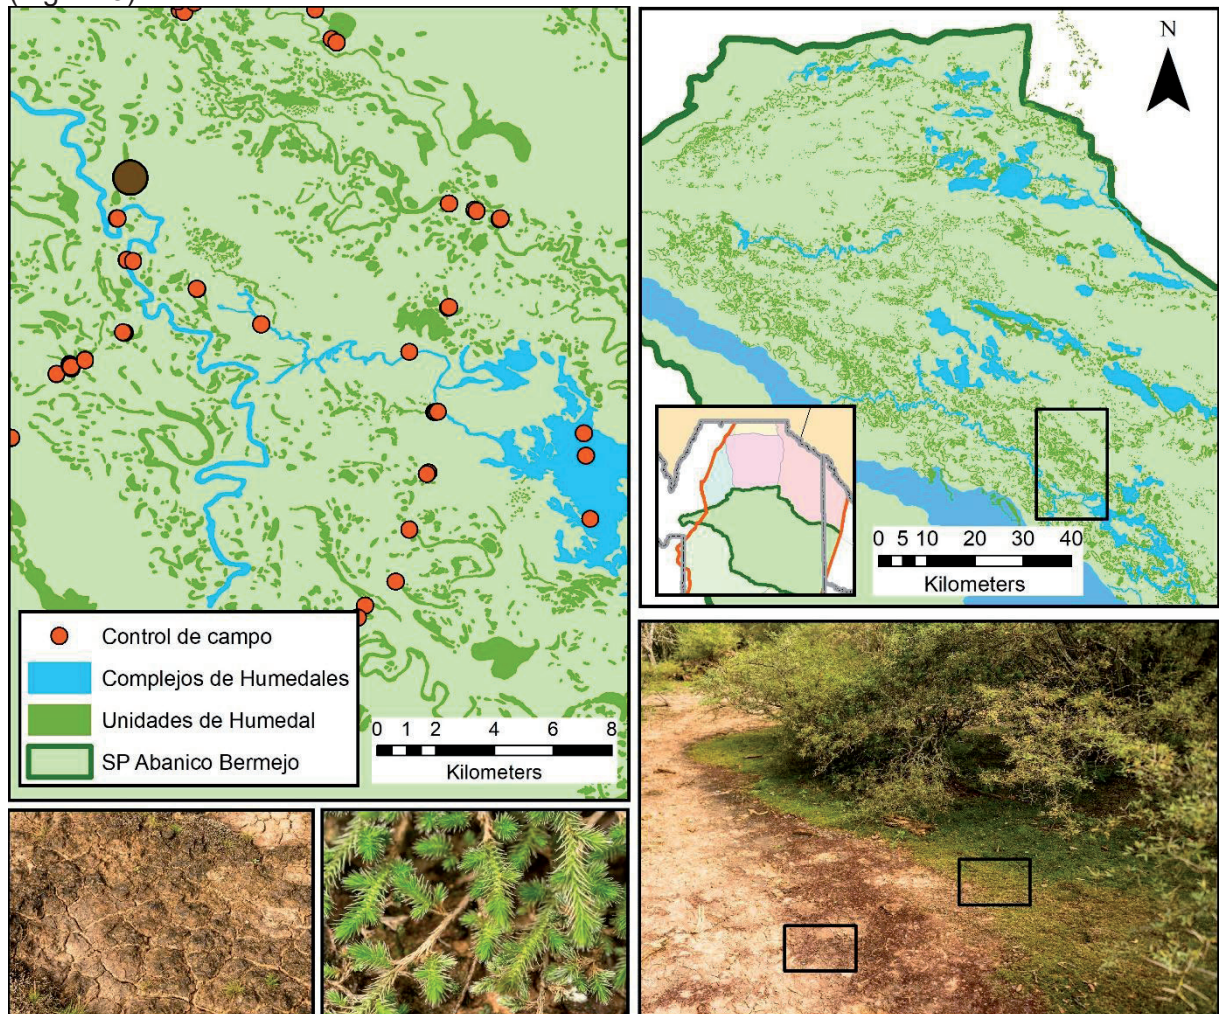 Control de campo
Complejos de Humedales
Unidades de Humedal
SP Abanico Bermejo
0 1 2 4 6 8
Kilometers
N
0 5 10 20 30 40
Kilometers